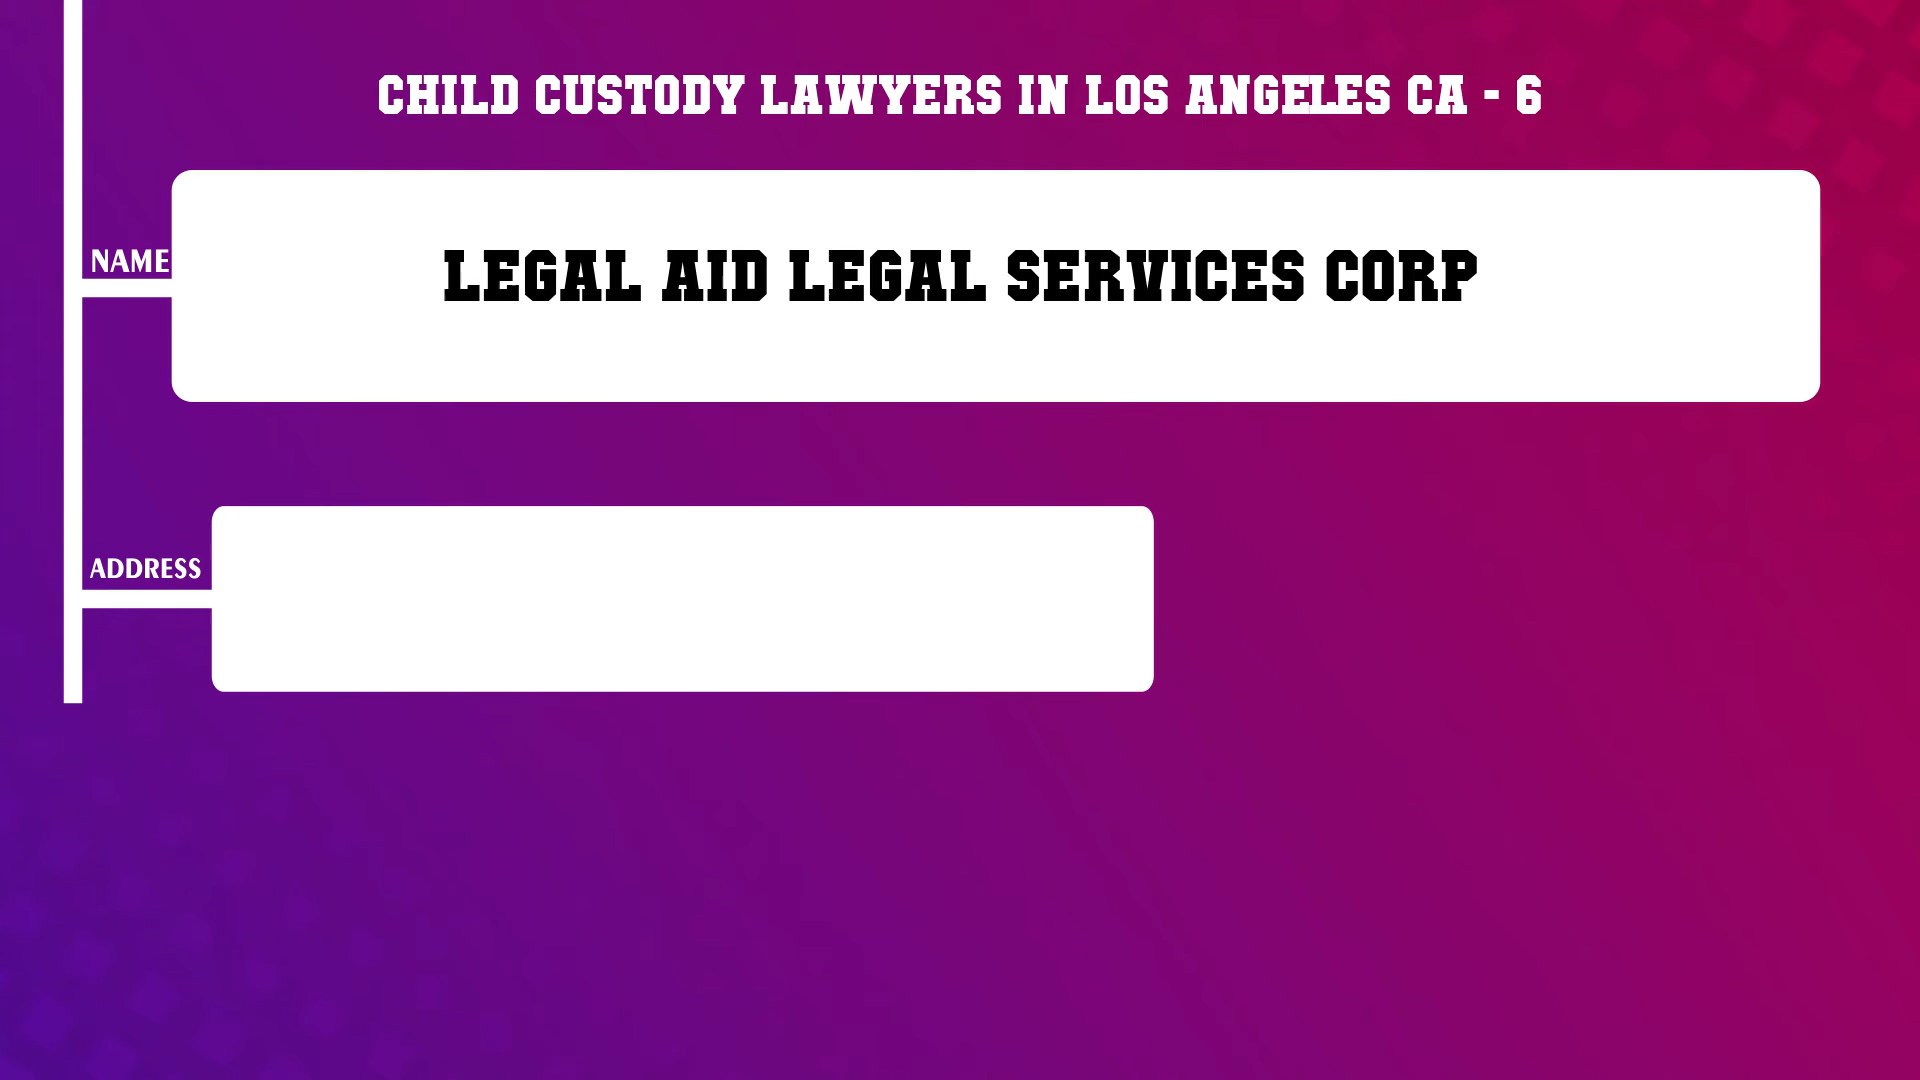 CHILD CUSTODY LAWYERS IN LOS ANGELES CA - 6
NAME
LEGAL AID LEGAL SERVICES CORP
ADDRESS